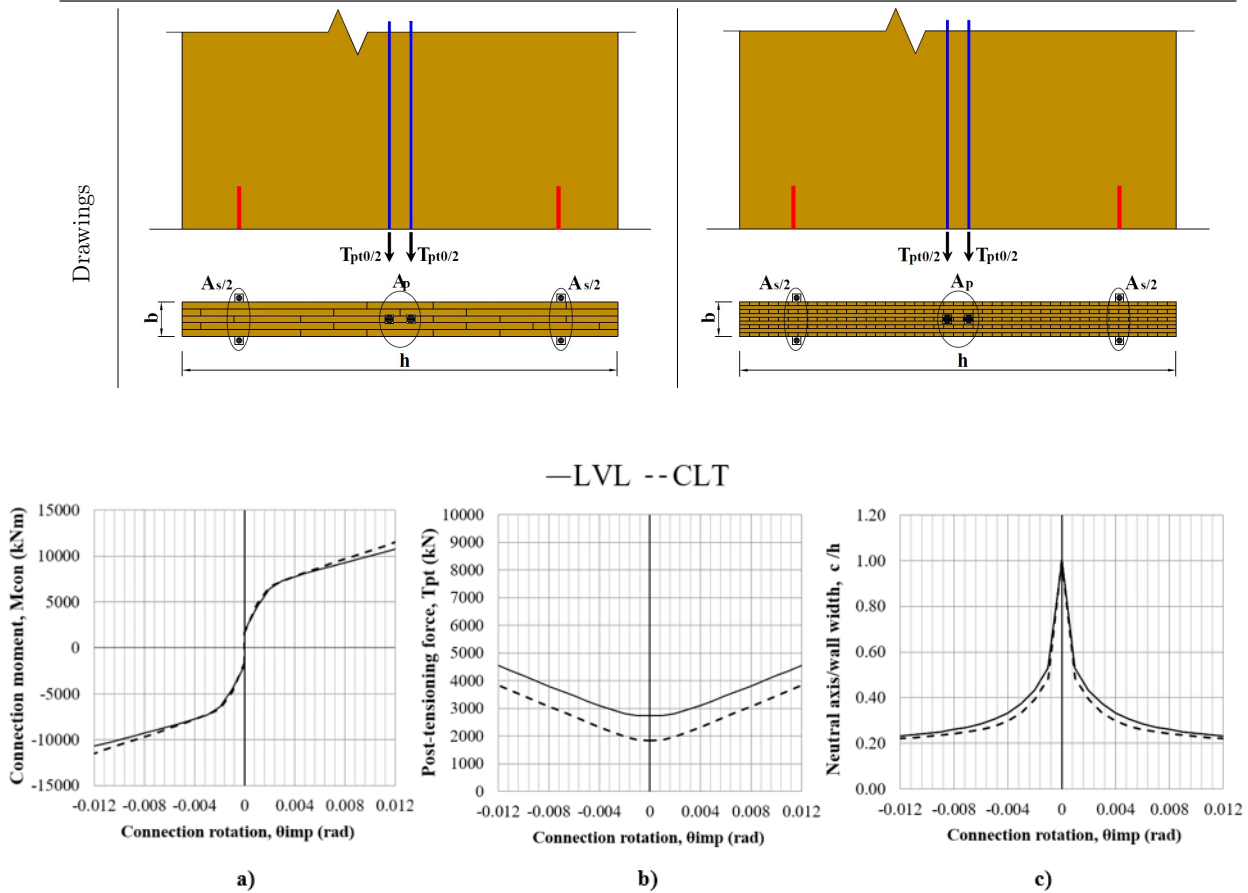 Drawings
Tpt0/2 Tpt0/2
As/2 Ap As/2
b
h
Tpt0/2 Tpt0/2
As/2 Ap As/2
b
h
—LVL --CLT
Connection moment, Mcon (kNm)
15000
10000
5000
0
-5000
-10000
-15000
-0.012 -0.008 -0.004 0 0.004 0.008 0.012
Connection rotation, θimp (rad)
a)
Post-tensioning force, Tpt (kN)
10000
9000
8000
7000
6000
5000
4000
3000
2000
1000
0
-0.012 -0.008 -0.004 0 0.004 0.008 0.012
Connection rotation, θimp (rad)
b)
Neutral axis/wall width, c /h
1.20
1.00
0.80
0.60
0.40
0.20
0.00
-0.012 -0.008 -0.004 0 0.004 0.008 0.012
Connection rotation, θimp (rad)
c)